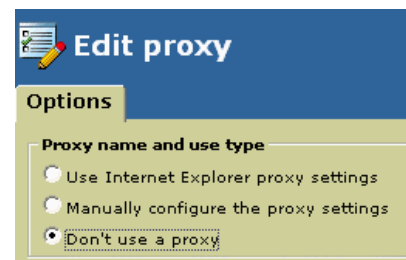 Edit proxy
Options
Proxy name and use type
Use Internet Explorer proxy settings
Manually configure the proxy settings
Don't use a proxy